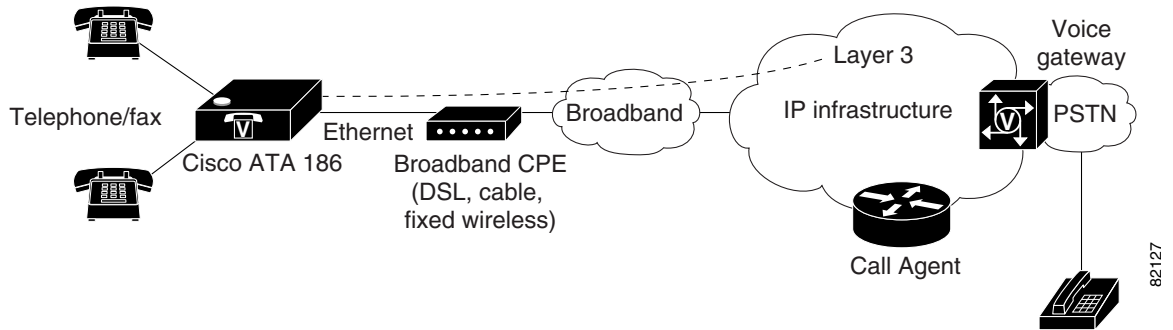 Telephone/fax
V
Cisco ATA 186
Ethernet
Broadband CPE
(DSL, cable,
fixed wireless)
Broadband
Layer 3
IP infrastructure
Voice
gateway
V
PSTN
Call Agent
82127